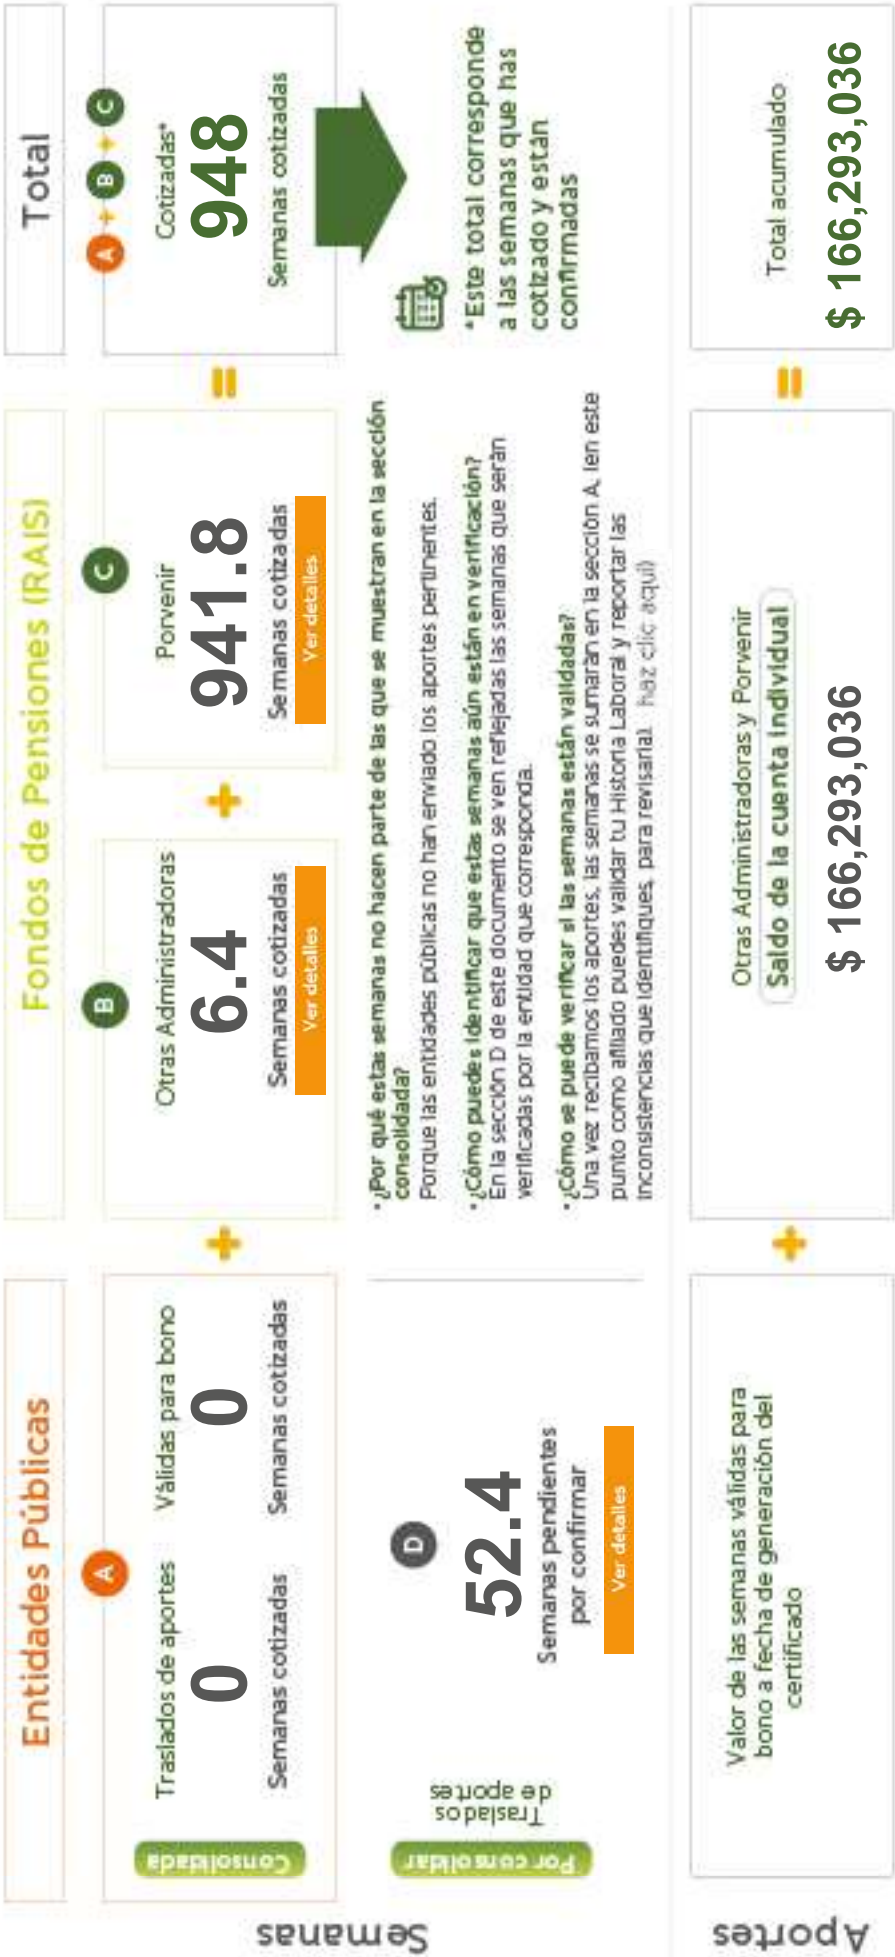 Entidades Públicas
Fondos de Pensiones (RAIS)
Total
Semanas
Consolidada
A
Traslados de aportes
0
Semanas cotizadas
Válidas para bono
0
Semanas cotizadas
+
B
Otras Administradoras
6.4
Semanas cotizadas
Ver detalles
+
C
Porvenir
941.8
Semanas cotizadas
Ver detalles
=
A + B + C
Cotizadas*
948
Semanas cotizadas
*Este total corresponde
a las semanas que has
cotizado y están
confirmadas
Por consolidar
Traslados
de aportes
D
52.4
Semanas pendientes
por confirmar
Ver detalles
• ¿Por qué estas semanas no hacen parte de las que se muestran en la sección
consolidada?
Porque las entidades públicas no han enviado los aportes pertinentes.
• ¿Cómo puedes identificar que estas semanas aún están en verificación?
En la sección D de este documento se ven reflejadas las semanas que serán
verificadas por la entidad que corresponda.
• ¿Cómo se puede verificar si las semanas están validadas?
Una vez recibamos los aportes, las semanas se sumarán en la sección A, (en este
punto como afiliado puedes validar tu Historia Laboral y reportar las
inconsistencias que identifiques, para revisarla). haz clic aquí)
Aportes
Valor de las semanas válidas para
bono a fecha de generación del
certificado
+
Otras Administradoras y Porvenir
Saldo de la cuenta individual
$ 166,293,036
=
Total acumulado
$ 166,293,036